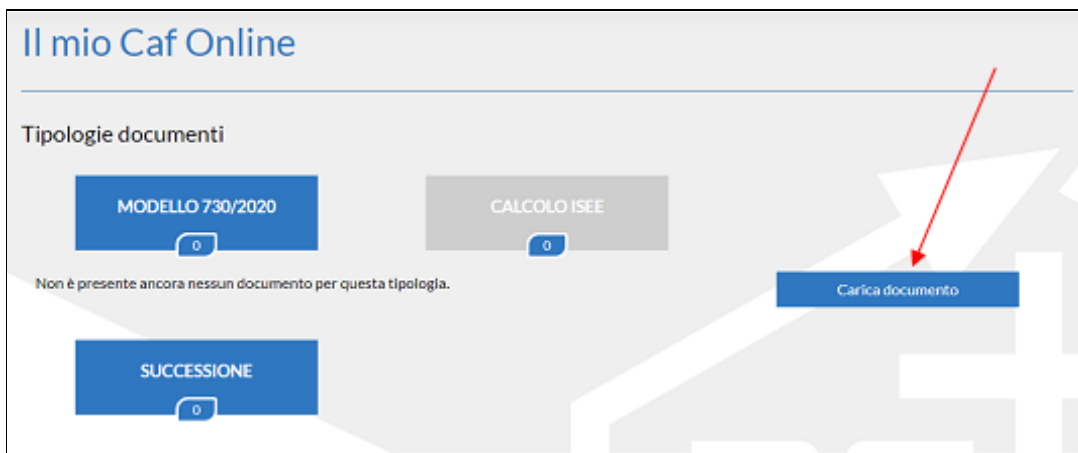 Il mio Caf Online
Tipologie documenti
MODELLO 730/2020
0
CALCOLO ISEE
0
Non è presente ancora nessun documento per questa tipologia.
Carica documento
SUCCESSIONE
0